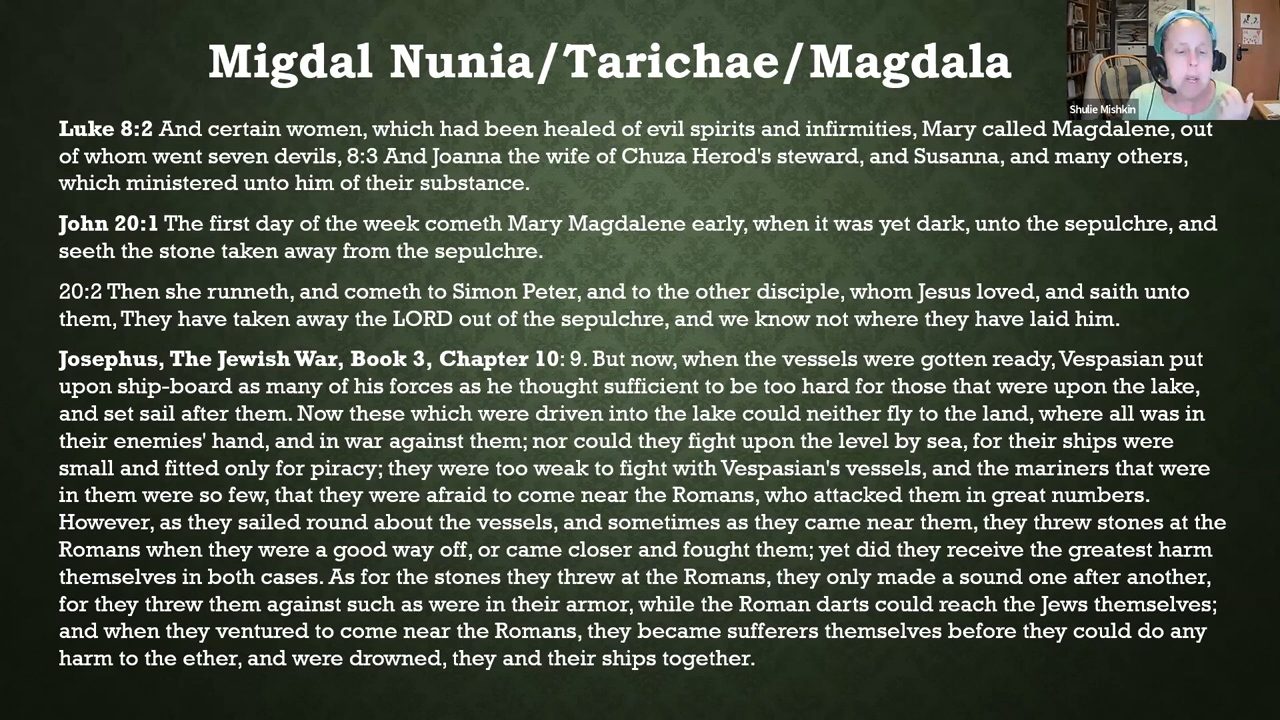 Migdal Nunia/Tarichae/Magdala
Shulie Mishkin
Luke 8:2 And certain women, which had been healed of evil spirits and infirmities, Mary called Magdalene, out
of whom went seven devils, 8:3 And Joanna the wife of Chuza Herod's steward, and Susanna, and many others,
which ministered unto him of their substance.
John 20:1 The first day of the week cometh Mary Magdalene early, when it was yet dark, unto the sepulchre, and
seeth the stone taken away from the sepulchre.
20:2 Then she runneth, and cometh to Simon Peter, and to the other disciple, whom Jesus loved, and saith unto
them, They have taken away the LORD out of the sepulchre, and we know not where they have laid him.
Josephus, The Jewish War, Book 3, Chapter 10: 9. But now, when the vessels were gotten ready, Vespasian put
upon ship-board as many of his forces as he thought sufficient to be too hard for those that were upon the lake,
and set sail after them. Now these which were driven into the lake could neither fly to the land, where all was in
their enemies' hand, and in war against them; nor could they fight upon the level by sea, for their ships were
small and fitted only for piracy; they were too weak to fight with Vespasian's vessels, and the mariners that were
in them were so few, that they were afraid to come near the Romans, who attacked them in great numbers.
However, as they sailed round about the vessels, and sometimes as they came near them, they threw stones at the
Romans when they were a good way off, or came closer and fought them; yet did they receive the greatest harm
themselves in both cases. As for the stones they threw at the Romans, they only made a sound one after another,
for they threw them against such as were in their armor, while the Roman darts could reach the Jews themselves;
and when they ventured to come near the Romans, they became sufferers themselves before they could do any
harm to the ether, and were drowned, they and their ships together.